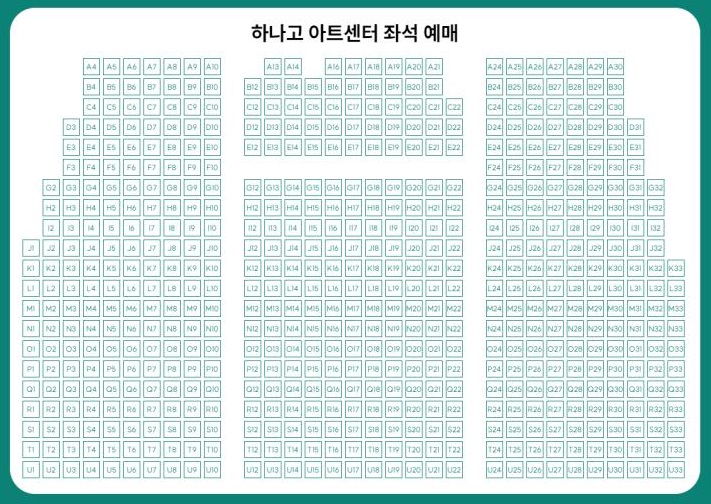 하나고 아트센터 좌석 예매
A4 A5 A6 A7 A8 A9 A10 A13 A14 A16 A17 A18 A19 A20 A21 A24 A25 A26 A27 A28 A29 A30
B4 B5 B6 B7 B8 B9 B10 B12 B13 B14 B15 B16 B17 B18 B19 B20 B21 B24 B25 B26 B27 B28 B29 B30
C4 C5 C6 C7 C8 C9 C10 C12 C13 C14 C15 C16 C17 C18 C19 C20 C21 C22 C24 C25 C26 C27 C28 C29 C30
D3 D4 D5 D6 D7 D8 D9 D10 D12 D13 D14 D15 D16 D17 D18 D19 D20 D21 D22 D24 D25 D26 D27 D28 D29 D30 D31
E3 E4 E5 E6 E7 E8 E9 E10 E12 E13 E14 E15 E16 E17 E18 E19 E20 E21 E22 E24 E25 E26 E27 E28 E29 E30 E31
F3 F4 F5 F6 F7 F8 F9 F10 F24 F25 F26 F27 F28 F29 F30 F31
G2 G3 G4 G5 G6 G7 G8 G9 G10 G12 G13 G14 G15 G16 G17 G18 G19 G20 G21 G22 G24 G25 G26 G27 G28 G29 G30 G31 G32
H2 H3 H4 H5 H6 H7 H8 H9 H10 H12 H13 H14 H15 H16 H17 H18 H19 H20 H21 H22 H24 H25 H26 H27 H28 H29 H30 H31 H32
I2 I3 I4 I5 I6 I7 I8 I9 I10 I12 I13 I14 I15 I16 I17 I18 I19 I20 I21 I22 I24 I25 I26 I27 I28 I29 I30 I31 I32
J1 J2 J3 J4 J5 J6 J7 J8 J9 J10 J12 J13 J14 J15 J16 J17 J18 J19 J20 J21 J22 J24 J25 J26 J27 J28 J29 J30 J31 J32
K1 K2 K3 K4 K5 K6 K7 K8 K9 K10 K12 K13 K14 K15 K16 K17 K18 K19 K20 K21 K22 K24 K25 K26 K27 K28 K29 K30 K31 K32 K33
L1 L2 L3 L4 L5 L6 L7 L8 L9 L10 L12 L13 L14 L15 L16 L17 L18 L19 L20 L21 L22 L24 L25 L26 L27 L28 L29 L30 L31 L32 L33
M1 M2 M3 M4 M5 M6 M7 M8 M9 M10 M12 M13 M14 M15 M16 M17 M18 M19 M20 M21 M22 M24 M25 M26 M27 M28 M29 M30 M31 M32 M33
N1 N2 N3 N4 N5 N6 N7 N8 N9 N10 N12 N13 N14 N15 N16 N17 N18 N19 N20 N21 N22 N24 N25 N26 N27 N28 N29 N30 N31 N32 N33
O1 O2 O3 O4 O5 O6 O7 O8 O9 O10 O12 O13 O14 O15 O16 O17 O18 O19 O20 O21 O22 O24 O25 O26 O27 O28 O29 O30 O31 O32 O33
P1 P2 P3 P4 P5 P6 P7 P8 P9 P10 P12 P13 P14 P15 P16 P17 P18 P19 P20 P21 P22 P24 P25 P26 P27 P28 P29 P30 P31 P32 P33
Q1 Q2 Q3 Q4 Q5 Q6 Q7 Q8 Q9 Q10 Q12 Q13 Q14 Q15 Q16 Q17 Q18 Q19 Q20 Q21 Q22 Q24 Q25 Q26 Q27 Q28 Q29 Q30 Q31 Q32 Q33
R1 R2 R3 R4 R5 R6 R7 R8 R9 R10 R12 R13 R14 R15 R16 R17 R18 R19 R20 R21 R22 R24 R25 R26 R27 R28 R29 R30 R31 R32 R33
S1 S2 S3 S4 S5 S6 S7 S8 S9 S10 S12 S13 S14 S15 S16 S17 S18 S19 S20 S21 S22 S24 S25 S26 S27 S28 S29 S30 S31 S32 S33
T1 T2 T3 T4 T5 T6 T7 T8 T9 T10 T12 T13 T14 T15 T16 T17 T18 T19 T20 T21 T22 T24 T25 T26 T27 T28 T29 T30 T31 T32 T33
U1 U2 U3 U4 U5 U6 U7 U8 U9 U10 U12 U13 U14 U15 U16 U17 U18 U19 U20 U21 U22 U24 U25 U26 U27 U28 U29 U30 U31 U32 U33